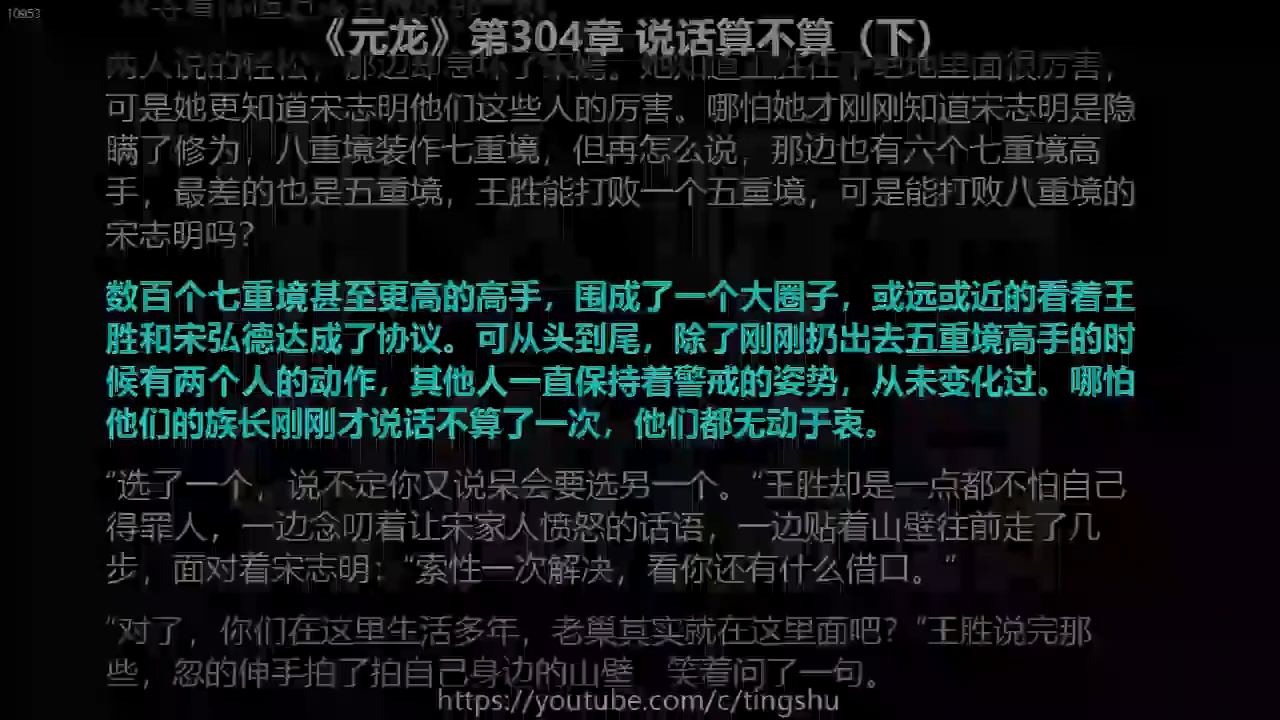 10953
《元龙》第304章 说话算不算（下）
两人说的轻松，那边却急坏了宋嫣。她知道王胜在千绝地里面很厉害，
可是她更知道宋志明他们这些人的厉害。哪怕她才刚刚知道宋志明是隐
瞒了修为，八重境装作七重境，但再怎么说，那边也有六个七重境高
手，最差的也是五重境，王胜能打败一个五重境，可是能打败八重境的
宋志明吗？
数百个七重境甚至更高的高手，围成了一个大圈子，或远或近的看着王
胜和宋弘德达成了协议。可从头到尾，除了刚刚扔出去五重境高手的时
候有两个人的动作，其他人一直保持着警戒的姿势，从未变化过。哪怕
他们的族长刚刚才说话不算了一次，他们都无动于衷。
“选了一个，说不定你又说呆会要选另一个。“王胜却是一点都不怕自己
得罪人，一边念叨着让宋家人愤怒的话语，一边贴着山壁往前走了几
步，面对着宋志明：“索性一次解决，看你还有什么借口。”
“对了，你们在这里生活多年，老巢其实就在这里面吧？“王胜说完那
些，忽的伸手拍了拍自己身边的山壁，笑着问了一句。
https://youtube.com/c/tingshu